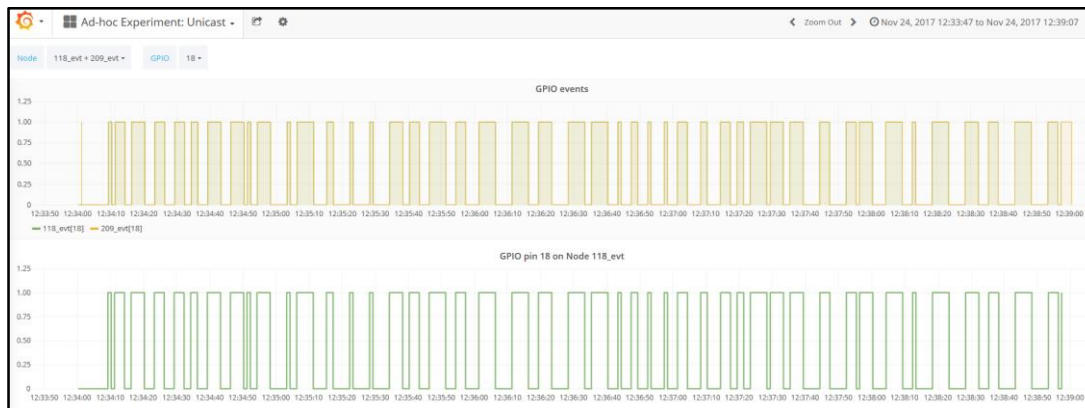 Ad-hoc Experiment: Unicast
Zoom Out Nov 24, 2017 12:33:47 to Nov 24, 2017 12:39:07
Node 118_evt + 209_evt GPIO 18
GPIO events
1.25
1.00
0.75
0.50
0.25
0
12:33:50 12:34:00 12:34:10 12:34:20 12:34:30 12:34:40 12:34:50 12:35:00 12:35:10 12:35:20 12:35:30 12:35:40 12:35:50 12:36:00 12:36:10 12:36:20 12:36:30 12:36:40 12:36:50 12:37:00 12:37:10 12:37:20 12:37:30 12:37:40 12:37:50 12:38:00 12:38:10 12:38:20 12:38:30 12:38:40 12:38:50 12:39:00
118_evt[18] 209_evt[18]
GPIO pin 18 on Node 118_evt
1.25
1.00
0.75
0.50
0.25
0
12:33:50 12:34:00 12:34:10 12:34:20 12:34:30 12:34:40 12:34:50 12:35:00 12:35:10 12:35:20 12:35:30 12:35:40 12:35:50 12:36:00 12:36:10 12:36:20 12:36:30 12:36:40 12:36:50 12:37:00 12:37:10 12:37:20 12:37:30 12:37:40 12:37:50 12:38:00 12:38:10 12:38:20 12:38:30 12:38:40 12:38:50 12:39:00